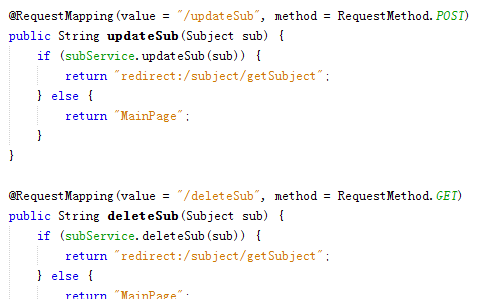 @RequestMapping(value = "/updateSub", method = RequestMethod.POST)
public String updateSub(Subject sub) {
    if (subService.updateSub(sub)) {
        return "redirect:/subject/getSubject";
    } else {
        return "MainPage";
    }
}
@RequestMapping(value = "/deleteSub", method = RequestMethod.GET)
public String deleteSub(Subject sub) {
    if (subService.deleteSub(sub)) {
        return "redirect:/subject/getSubject";
    } else {
        return "MainPage";